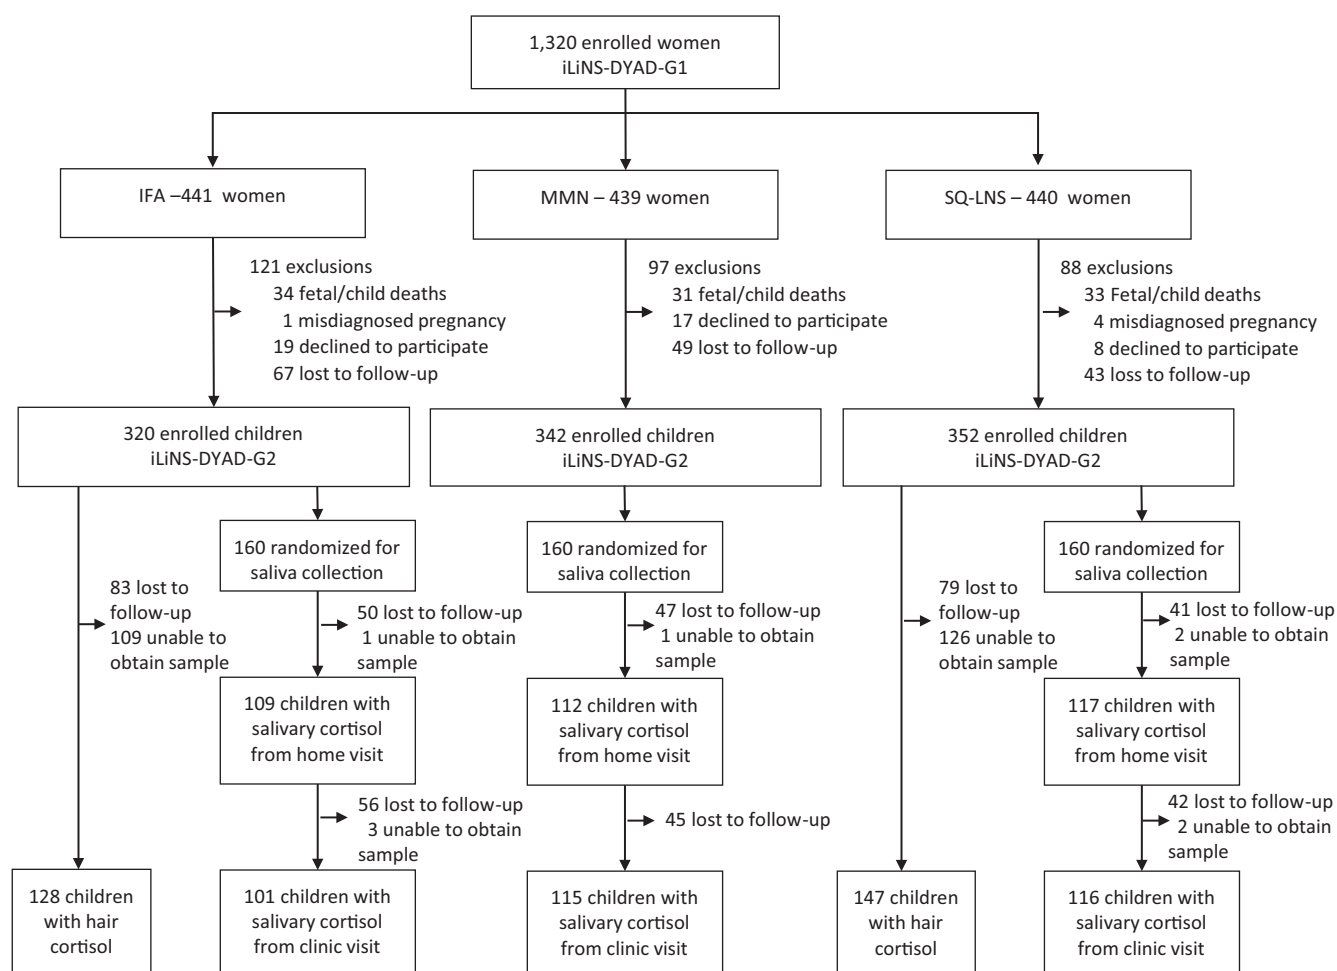 1,320 enrolled women
iLiNS-DYAD-G1
IFA –441 women
MMN – 439 women
SQ-LNS – 440 women
121 exclusions
34 fetal/child deaths
1 misdiagnosed pregnancy
19 declined to participate
67 lost to follow-up
97 exclusions
31 fetal/child deaths
17 declined to participate
49 lost to follow-up
88 exclusions
33 Fetal/child deaths
4 misdiagnosed pregnancy
8 declined to participate
43 loss to follow-up
320 enrolled children
iLiNS-DYAD-G2
342 enrolled children
iLiNS-DYAD-G2
352 enrolled children
iLiNS-DYAD-G2
160 randomized for
saliva collection
160 randomized for
saliva collection
160 randomized for
saliva collection
83 lost to
follow-up
109 unable to
obtain sample
50 lost to follow-up
1 unable to obtain
sample
47 lost to follow-up
1 unable to obtain
sample
79 lost to
follow-up
126 unable to
obtain sample
41 lost to follow-up
2 unable to obtain
sample
109 children with
salivary cortisol
from home visit
112 children with
salivary cortisol
from home visit
117 children with
salivary cortisol
from home visit
56 lost to follow-up
3 unable to obtain
sample
45 lost to follow-up
42 lost to follow-up
2 unable to obtain
sample
128 children
with hair
cortisol
101 children with
salivary cortisol
from clinic visit
115 children with
salivary cortisol
from clinic visit
147 children
with hair
cortisol
116 children with
salivary cortisol
from clinic visit